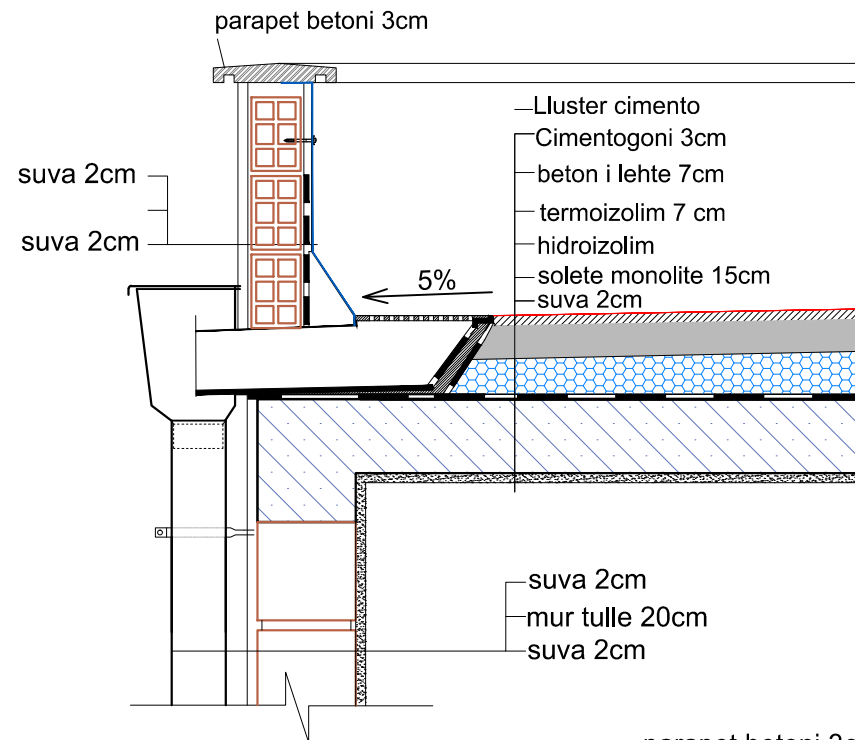 parapet betoni 3cm
Lluster cimento
Cimentogoni 3cm
beton i lehte 7cm
termoizolim 7 cm
hidroizolim
solete monolite 15cm
suva 2cm
suva 2cm
suva 2cm
5%
suva 2cm
mur tulle 20cm
suva 2cm